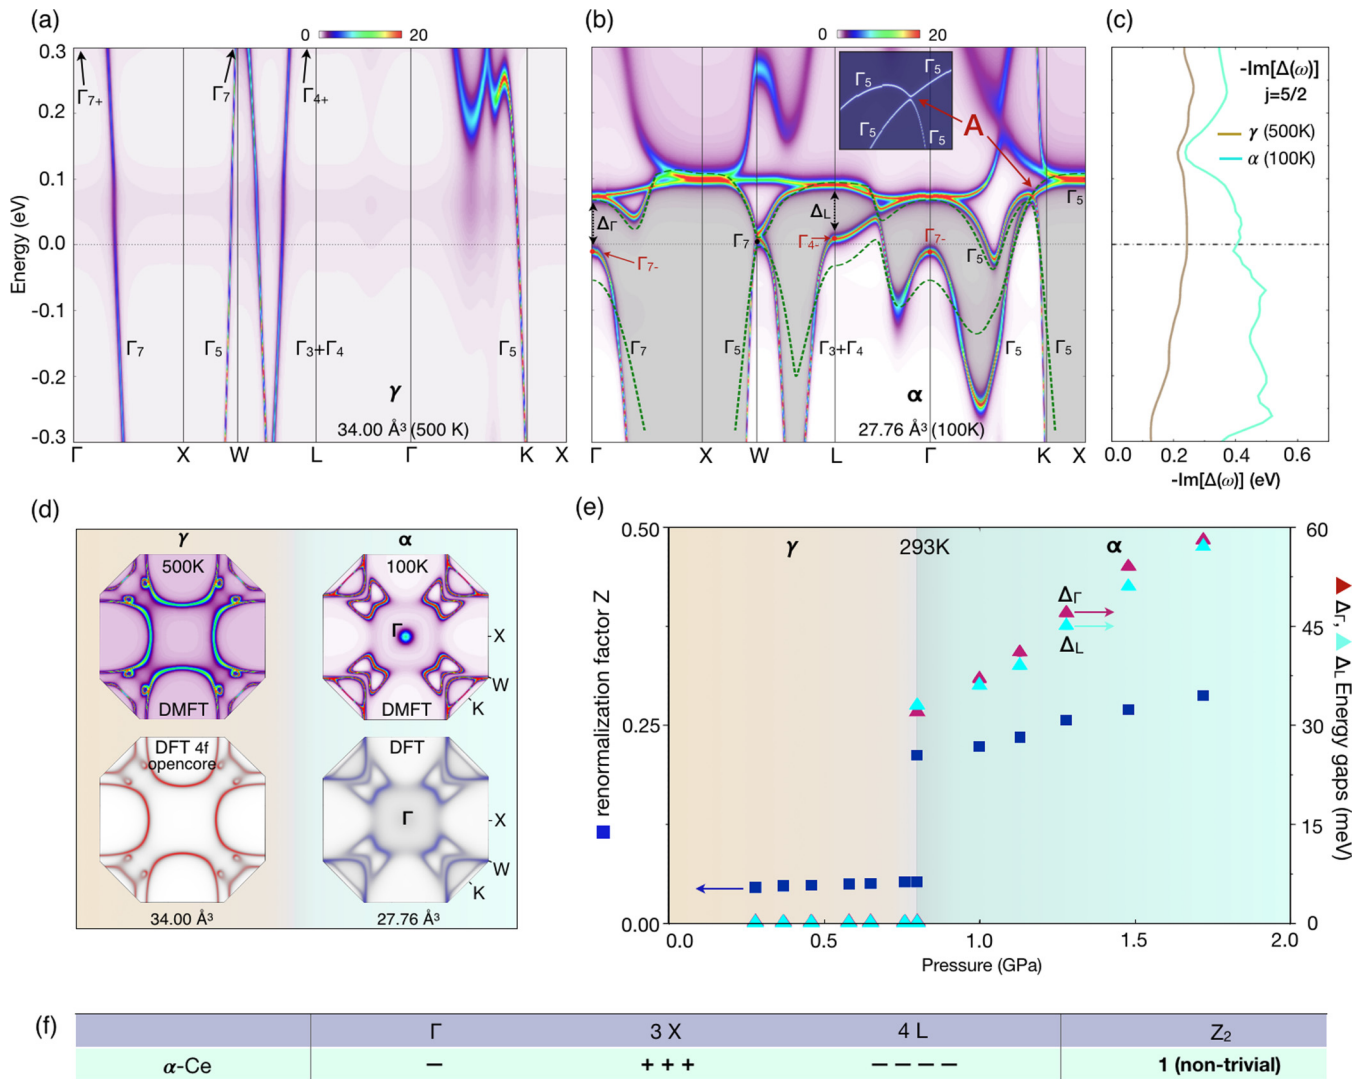 (a)
0 20
0.3
0.2
0.1
0.0
-0.1
-0.2
-0.3
Energy (eV)
Γ7+
Γ7
Γ4+
Γ7
Γ5
Γ3+Γ4
Γ5
γ
34.00 Å³ (500 K)
Γ X W L Γ K X
(b)
0 20
Γ5
Γ5
Γ5
Γ5
A
ΔΓ
ΔL
Γ7
Γ4-
Γ7-
Γ5
Γ5
Γ7-
Γ7
Γ5
Γ3+Γ4
Γ5
Γ5
α
27.76 Å³ (100K)
Γ X W L Γ K X
(c)
-Im[Δ(ω)]
j=5/2
γ (500K)
α (100K)
0.0 0.2 0.4 0.6
-Im[Δ(ω)] (eV)
(d)
γ
500K
DMFT
α
100K
Γ
X
W
K
DMFT
DFT 4f
opencore
34.00 Å³
DFT
Γ
X
W
K
27.76 Å³
(e)
0.50
0.25
0.00
renormalization factor Z
γ
293K
α
ΔΓ
ΔL
60
45
30
15
0
ΔΓ, ΔL Energy gaps (meV)
0.0 0.5 1.0 1.5 2.0
Pressure (GPa)
(f)
Γ 3 X 4 L Z2
α-Ce − + + + − − − − 1 (non-trivial)